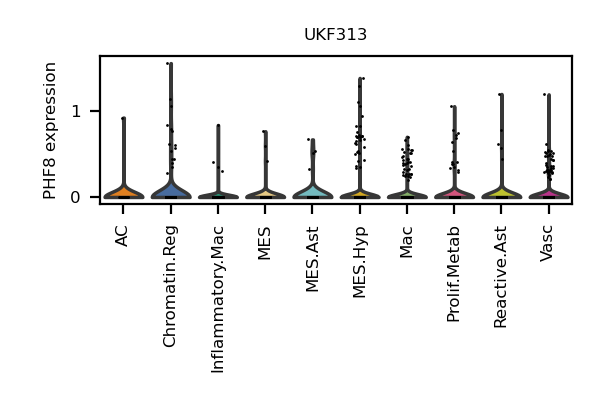 UKF313
PHF8 expression
1
0
AC
Chromatin.Reg
Inflammatory.Mac
MES
MES.Ast
MES.Hyp
Mac
Prolif.Metab
Reactive.Ast
Vasc